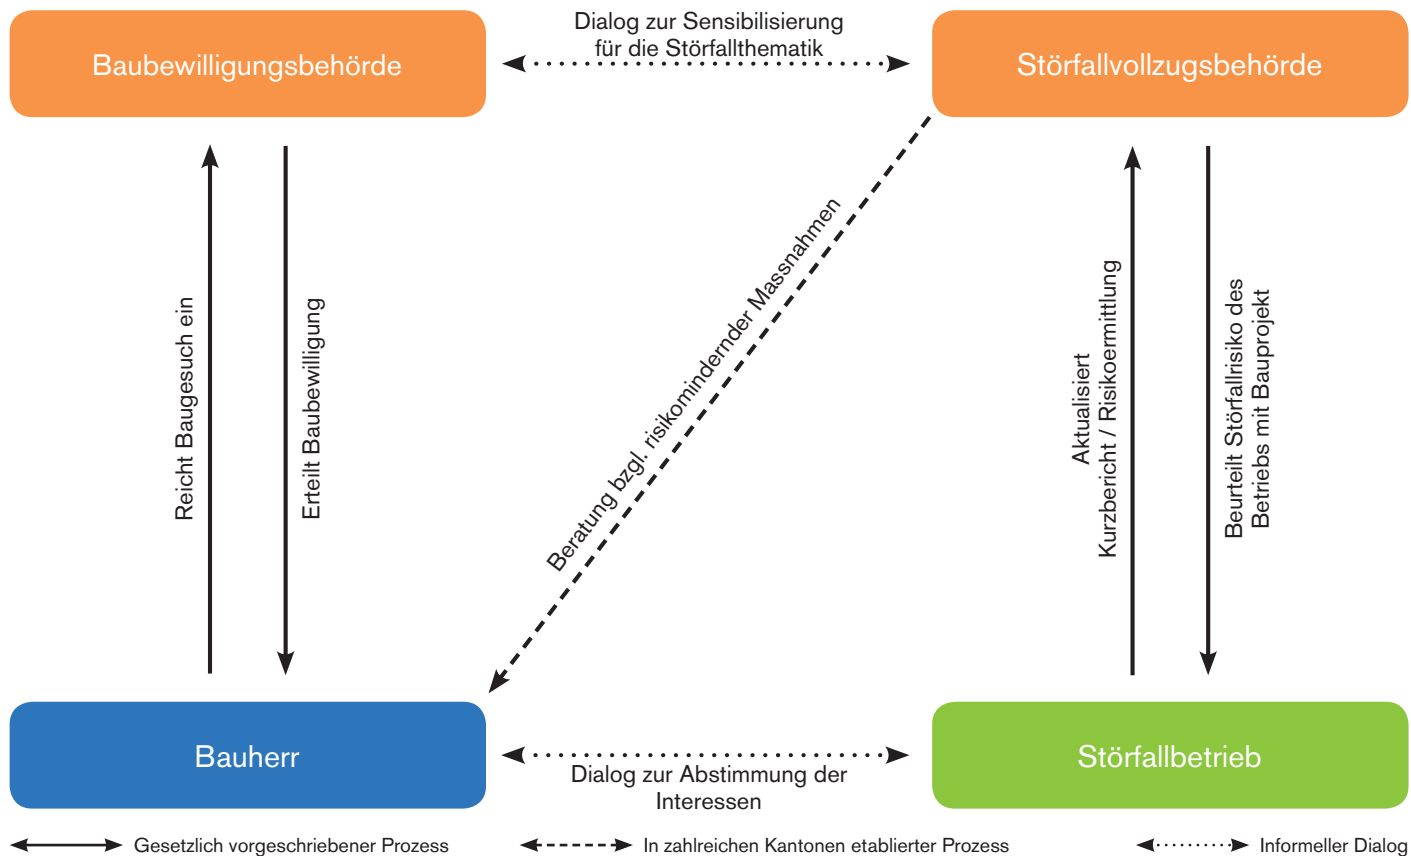 Baubewilligungsbehörde
Dialog zur Sensibilisierung
für die Störfallthematik
Störfallvollzugsbehörde
Reicht Baugesuch ein
Erteilt Baubewilligung
Beratung bzgl. risikomindernder Massnahmen
Aktualisiert
Kurzbericht / Risikoermittlung
Beurteilt Störfallrisiko des
Betriebs mit Bauprojekt
Bauherr
Dialog zur Abstimmung der
Interessen
Störfallbetrieb
Gesetzlich vorgeschriebener Prozess
In zahlreichen Kantonen etablierter Prozess
Informeller Dialog